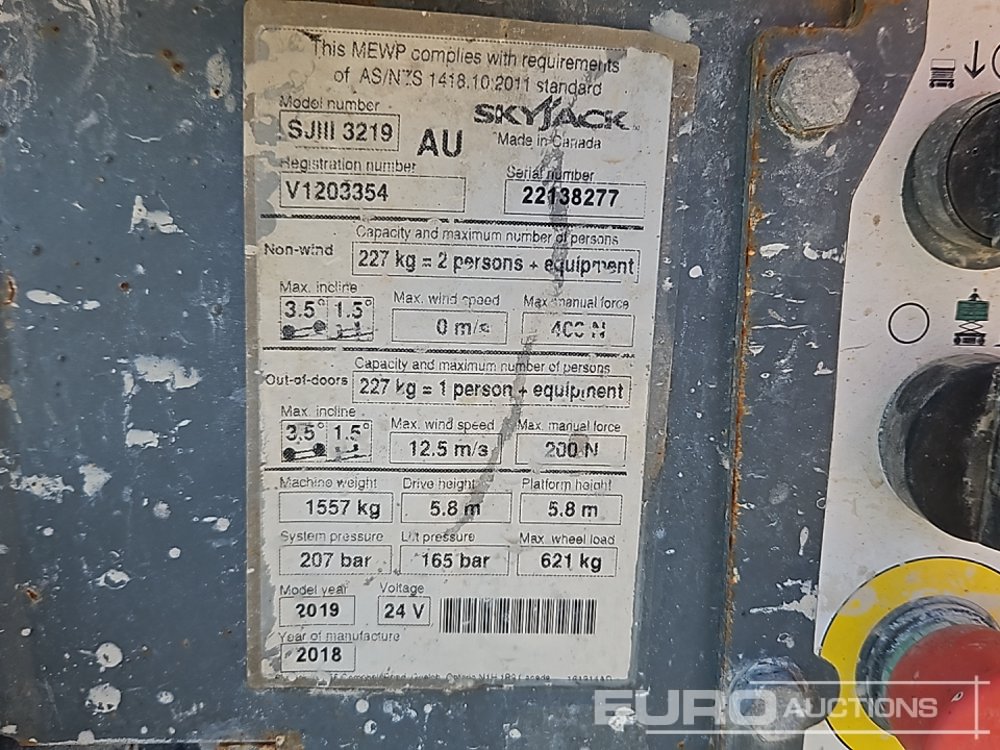 This MEWP complies with requirements
of AS/NZS 1418.10:2011 standard
Model number
SJIII 3219
AU
SKYJACK
Made in Canada
Registration number
V1203354
Serial number
22138277
Capacity and maximum number of persons
Non-wind
227 kg = 2 persons + equipment
Max. incline
3.5° 1.5°
Max. wind speed
0 m/s
Max. manual force
400 N
Capacity and maximum number of persons
Out-of-doors
227 kg = 1 person + equipment
Max. incline
3.5° 1.5°
Max. wind speed
12.5 m/s
Max. manual force
200 N
Machine weight
1557 kg
Drive height
5.8 m
Platform height
5.8 m
System pressure
207 bar
Lift pressure
165 bar
Max. wheel load
621 kg
Model year
2019
Voltage
24 V
Year of manufacture
2018
EURO AUCTIONS